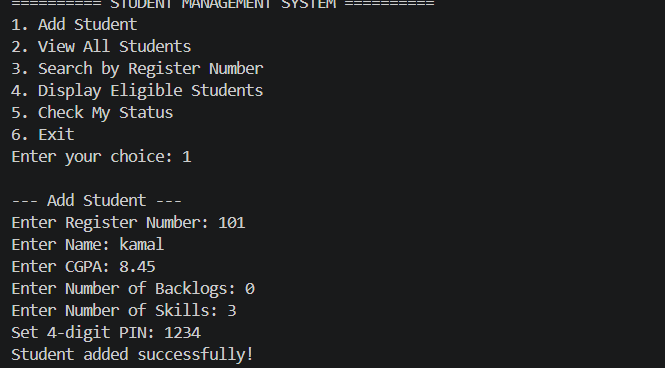 ========== STUDENT MANAGEMENT SYSTEM ==========
1. Add Student
2. View All Students
3. Search by Register Number
4. Display Eligible Students
5. Check My Status
6. Exit
Enter your choice: 1

--- Add Student ---
Enter Register Number: 101
Enter Name: kamal
Enter CGPA: 8.45
Enter Number of Backlogs: 0
Enter Number of Skills: 3
Set 4-digit PIN: 1234
Student added successfully!